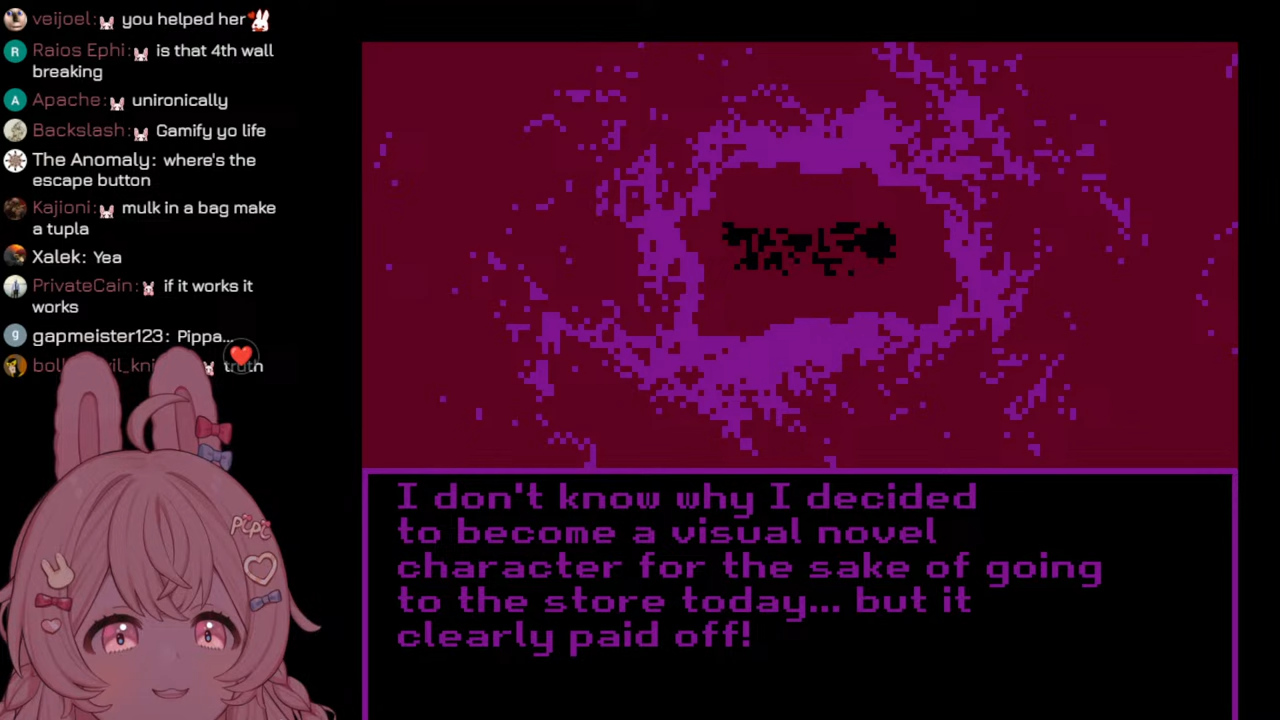 veijoel: you helped her
Raios Ephi: is that 4th wall
breaking
Apache: unironically
Backslash: Gamify yo life
The Anomaly: where's the
escape button
Kajioni: mulk in a bag make
a tupla
Xalek: Yea
PrivateCain: if it works it
works
gapmeister123: Pippa...
truth
R
A
g
Pipi
I don't know why I decided
to become a visual novel
character for the sake of going
to the store today... but it
clearly paid off!